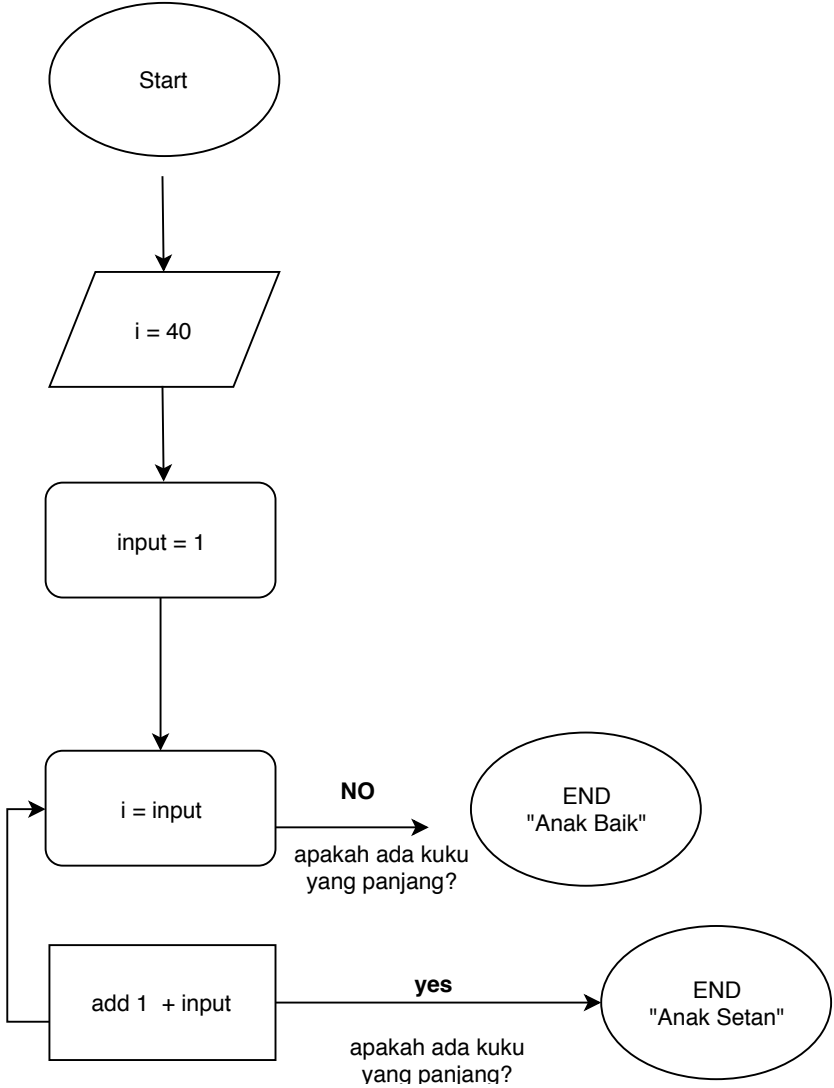 Start
i = 40
input = 1
i = input
NO
apakah ada kuku
yang panjang?
END
"Anak Baik"
add 1 + input
yes
apakah ada kuku
yang panjang?
END
"Anak Setan"